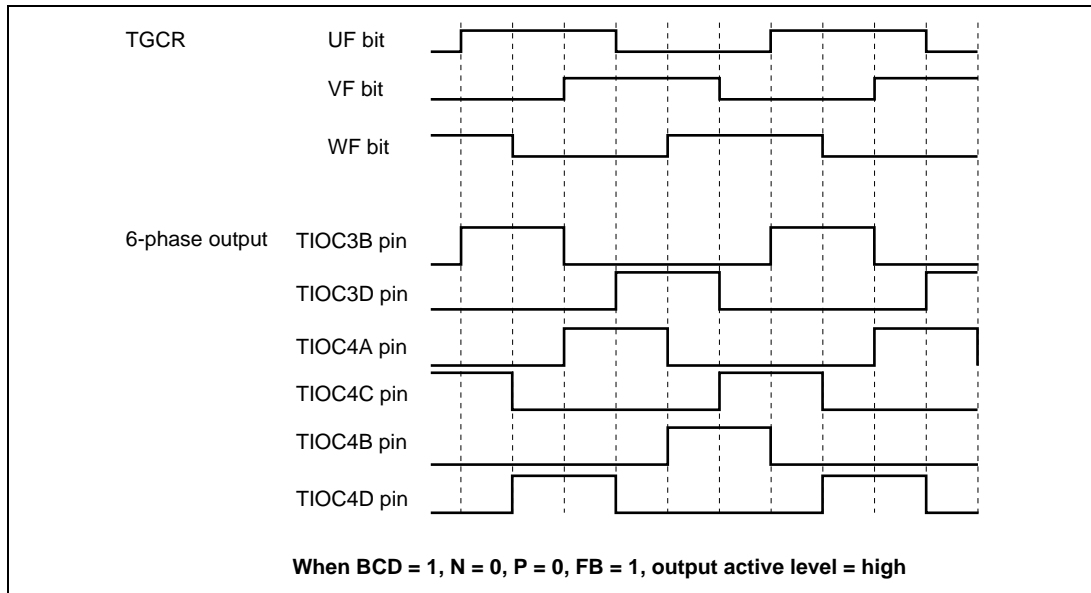 TGCR UF bit
VF bit
WF bit
6-phase output TIOC3B pin
TIOC3D pin
TIOC4A pin
TIOC4C pin
TIOC4B pin
TIOC4D pin
When BCD = 1, N = 0, P = 0, FB = 1, output active level = high